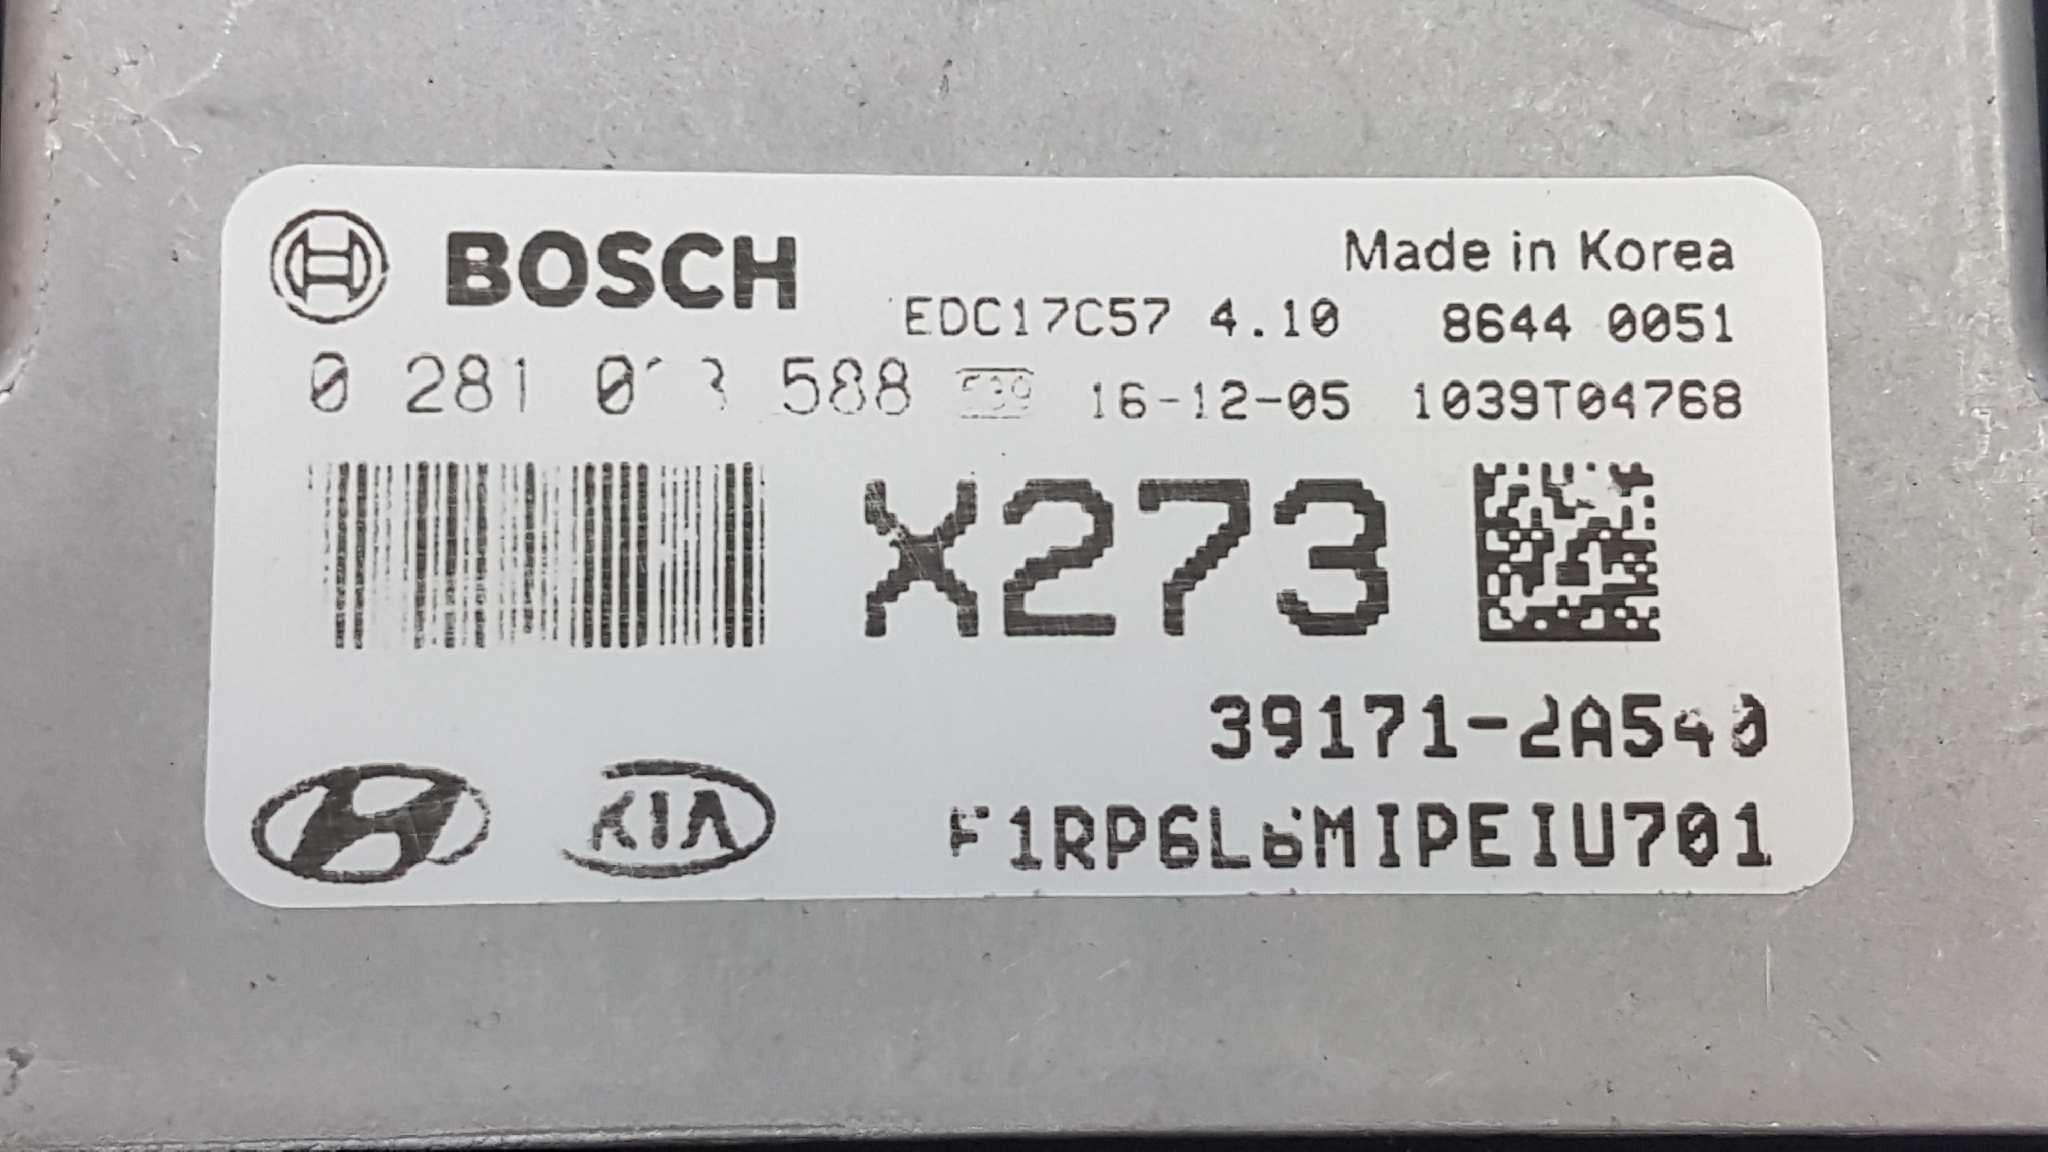 BOSCH
Made in Korea
EDC17C57 4.10 8644 0051
0 281 588 539 16-12-05 1039T04768
X273
39171-2A540
KIA F1RP6L6MIPEIU701